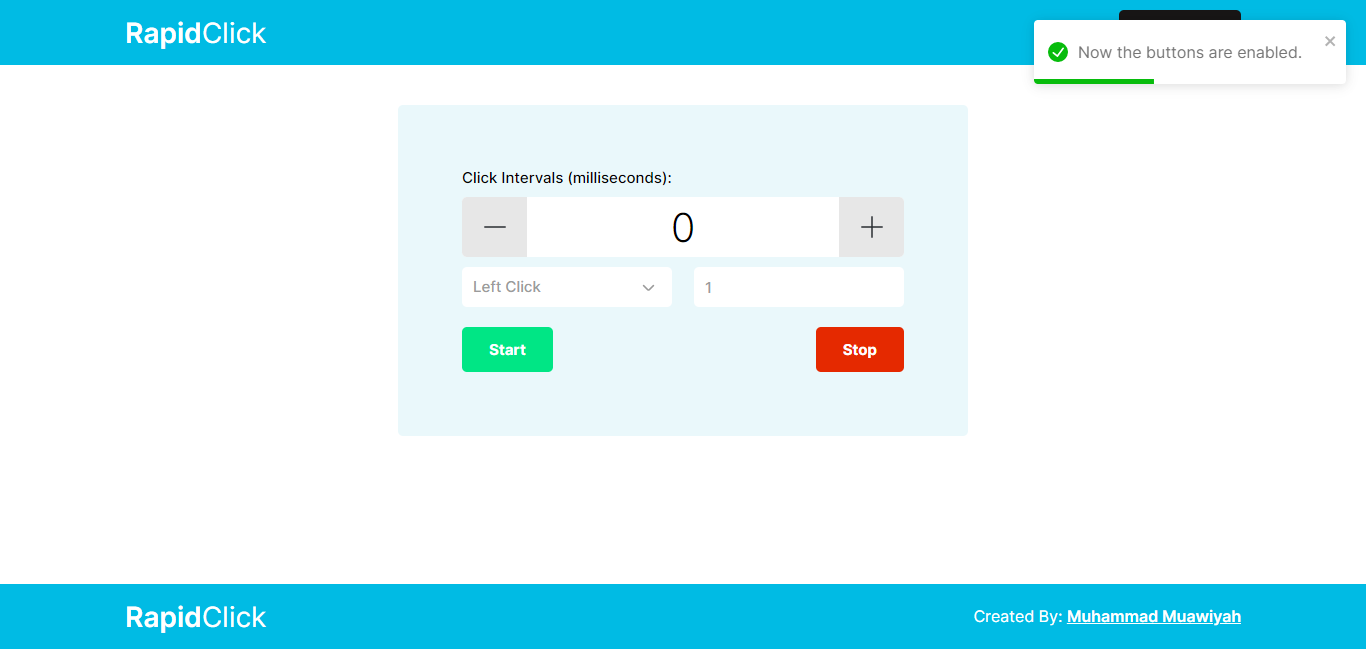 RapidClick
Now the buttons are enabled.
Click Intervals (milliseconds):
0
Left Click
1
Start
Stop
RapidClick
Created By: Muhammad Muawiyah